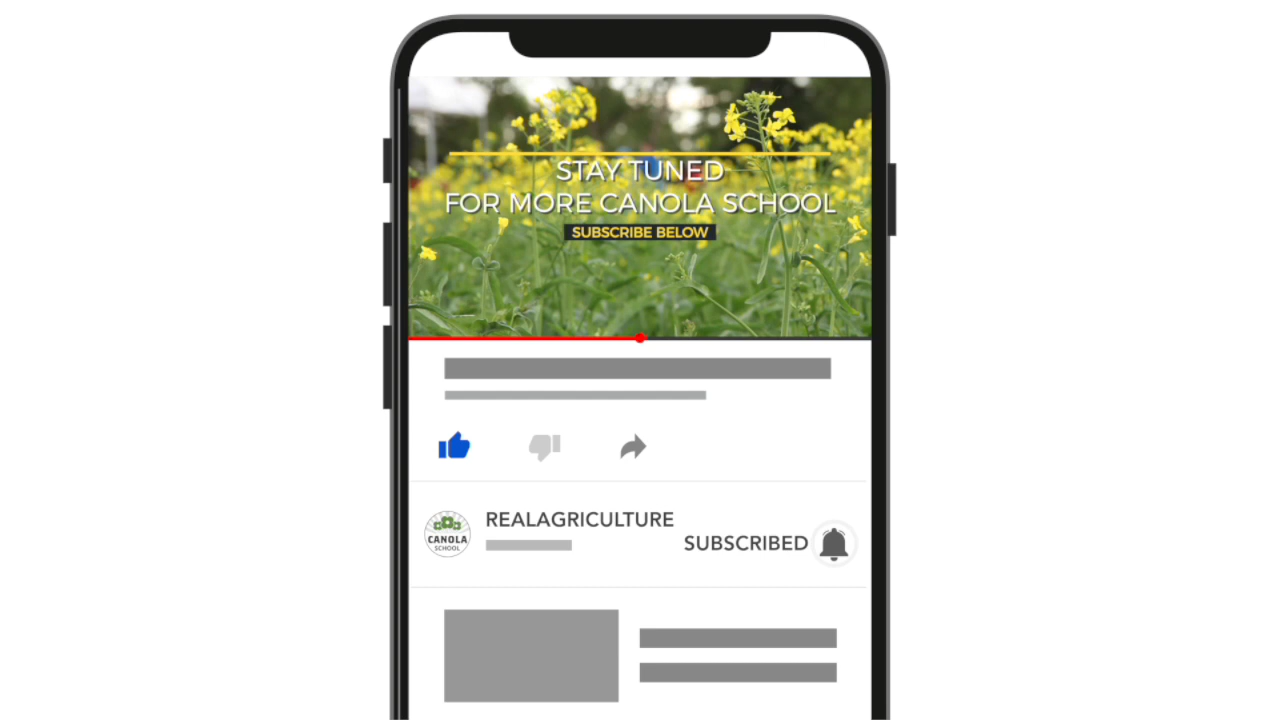 STAY TUNED
FOR MORE CANOLA SCHOOL
SUBSCRIBE BELOW
REALAGRICULTURE
CANOLA
SCHOOL
SUBSCRIBED